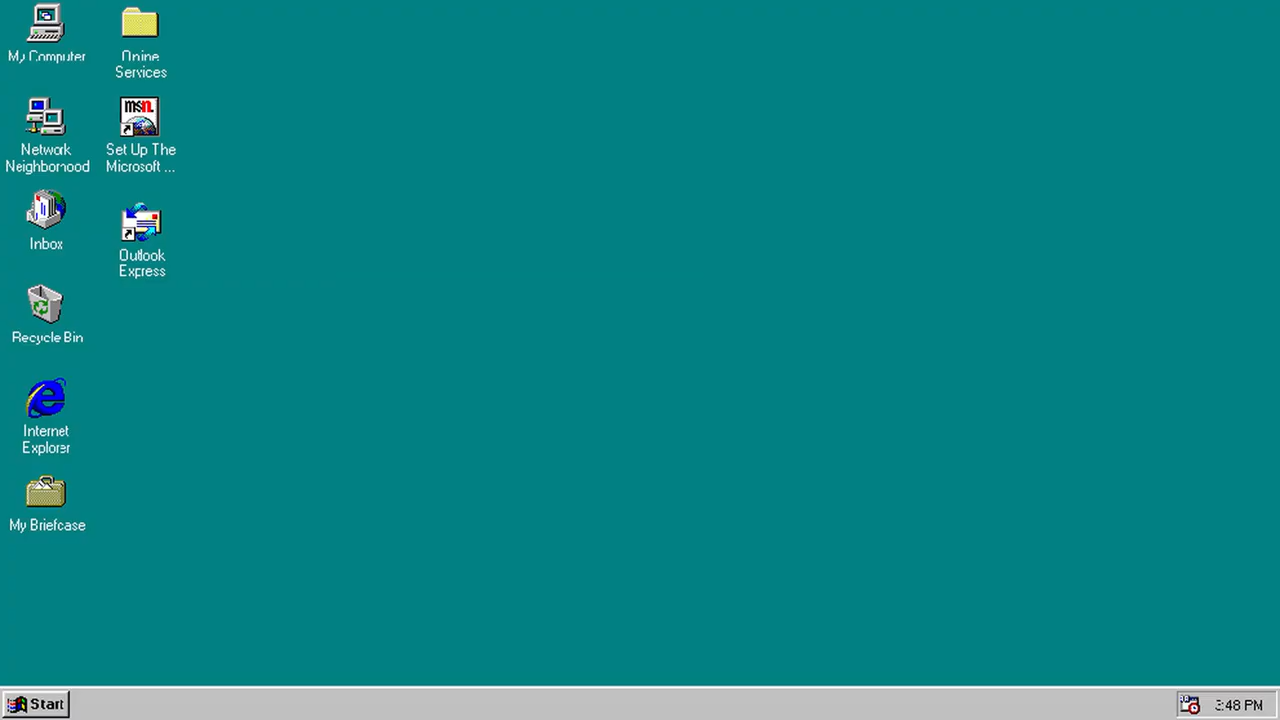 My Computer
Online
Services
Network
Neighborhood
msn.
Set Up The
Microsoft ...
Inbox
Outlook
Express
Recycle Bin
Internet
Explorer
My Briefcase
Start
3:48 PM